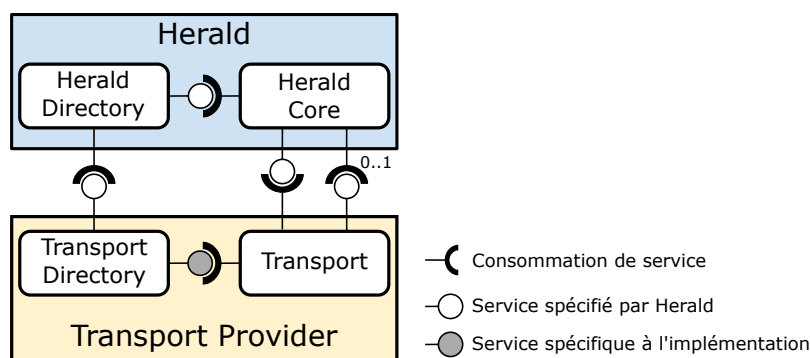 Herald
Herald
Directory
Herald
Core
0..1
Transport
Directory
Transport
Transport Provider
Consommation de service
Service spécifié par Herald
Service spécifique à l'implémentation